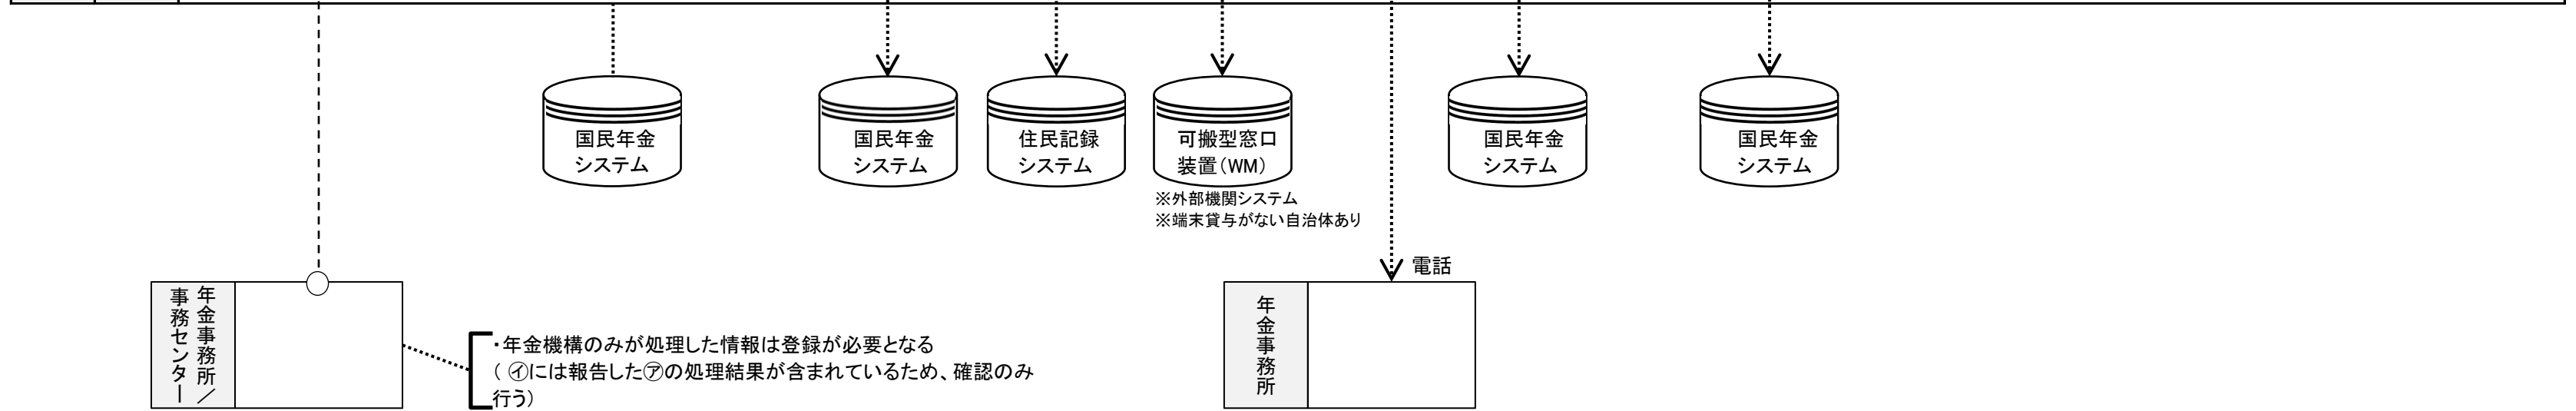 国民年金
システム
国民年金
システム
住民記録
システム
可搬型窓口
装置(WM)
※外部機関システム
※端末貸与がない自治体あり
国民年金
システム
国民年金
システム
電話
年金事務所／
事務センター
・年金機構のみが処理した情報は登録が必要となる
( ㋑には報告した㋐の処理結果が含まれているため、確認のみ
行う)
年金事務所